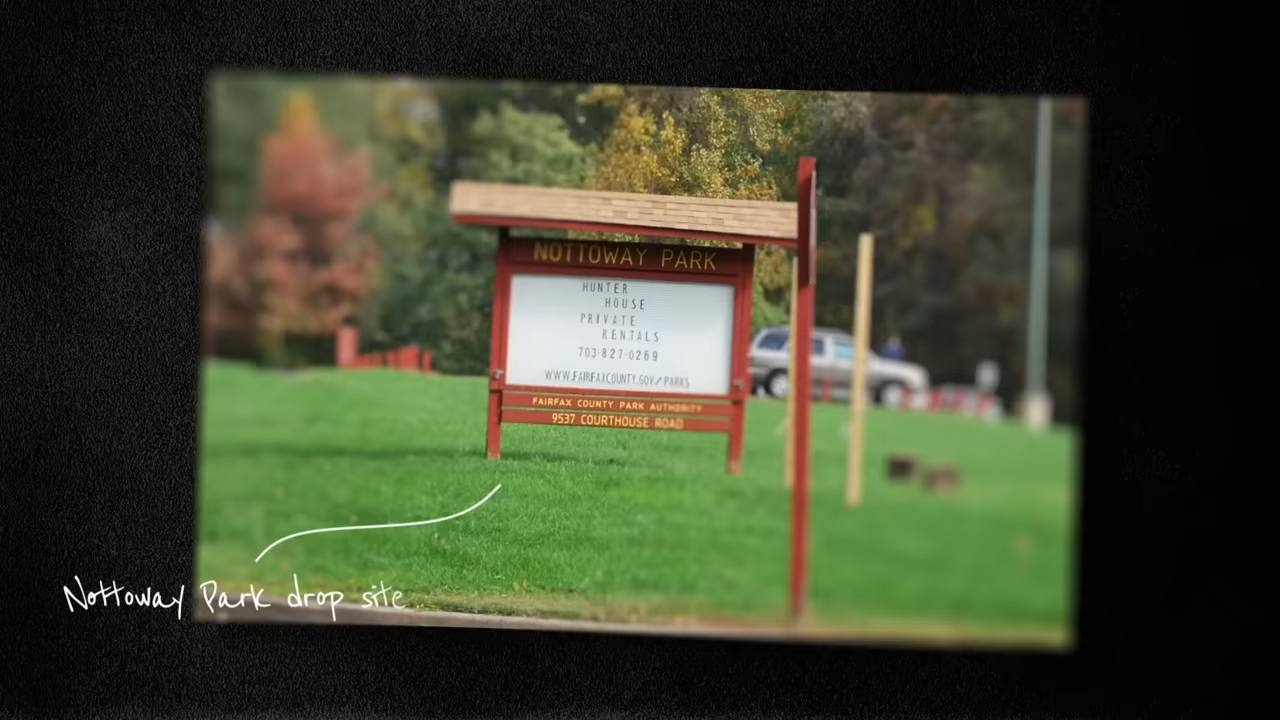 NOTTOWAY PARK
HUNTER
HOUSE
PRIVATE
RENTALS
703-827-0269
WWW.FAIRFAXCOUNTY.GOV/PARKS
FAIRFAX COUNTY PARK AUTHORITY
9537 COURTHOUSE ROAD
Nottoway Park drop site